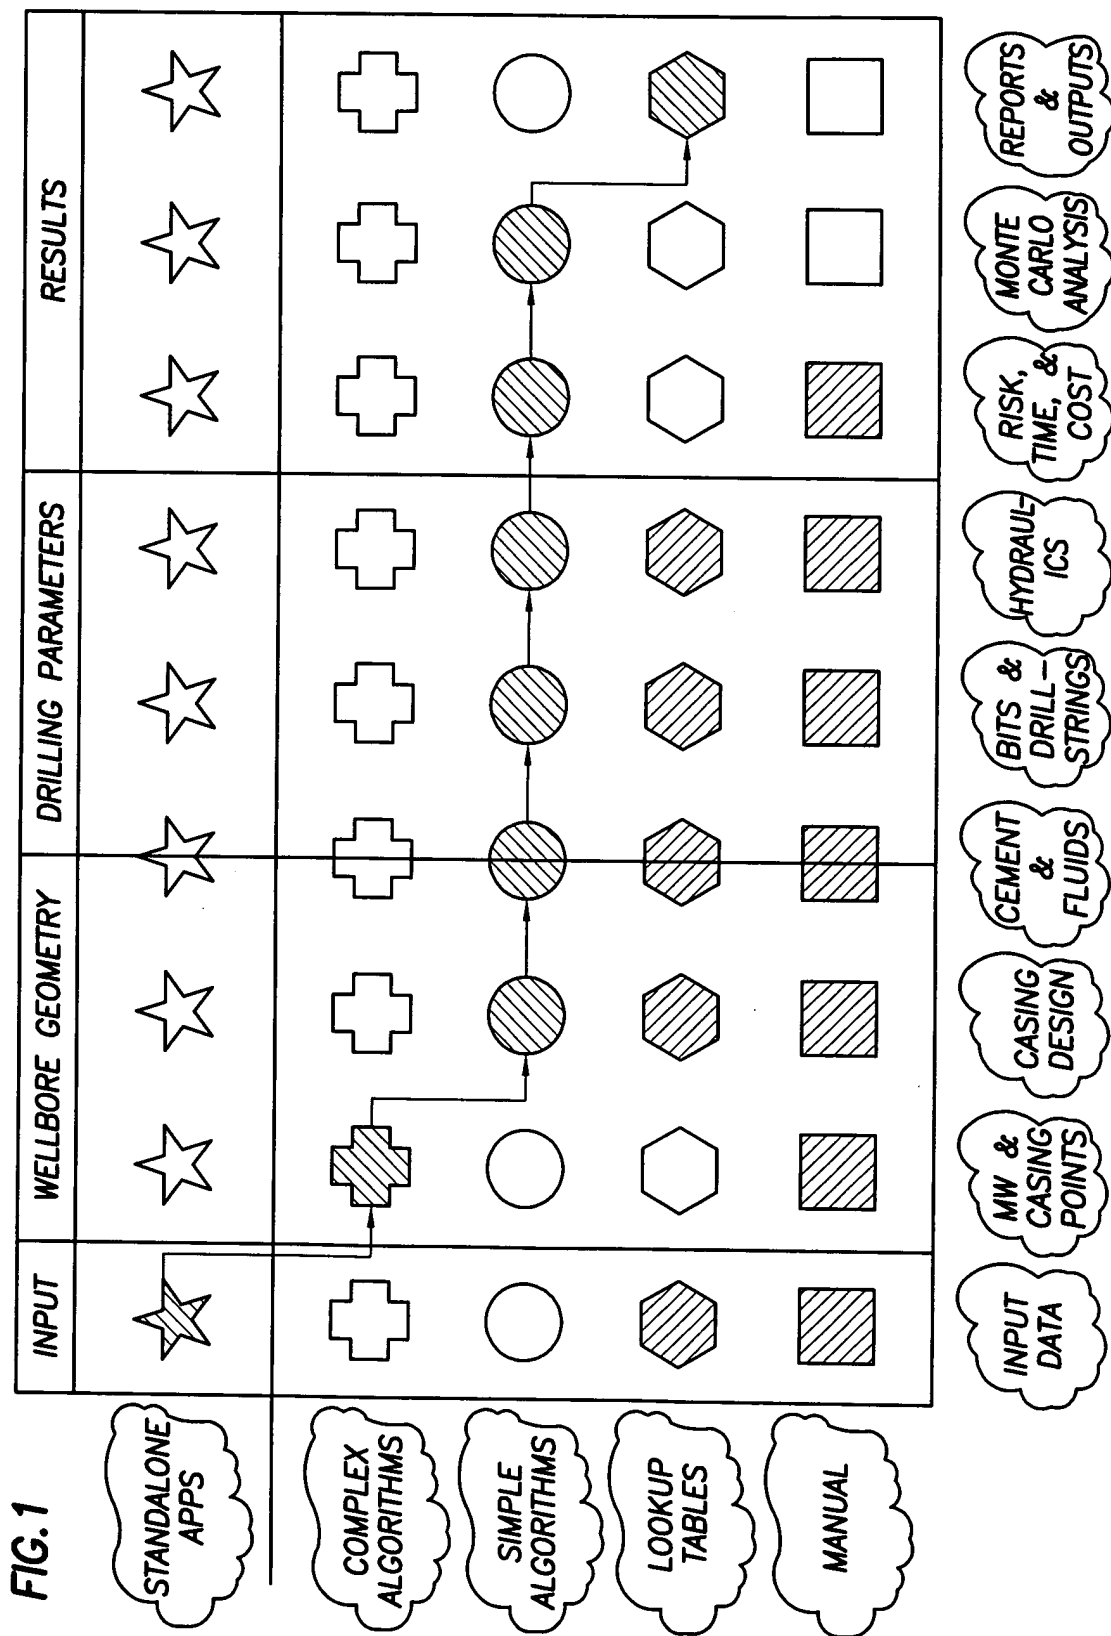 FIG.1
INPUT
WELLBORE GEOMETRY
DRILLING PARAMETERS
RESULTS
STANDALONE
APPS
COMPLEX
ALGORITHMS
SIMPLE
ALGORITHMS
LOOKUP
TABLES
MANUAL
INPUT
DATA
MW &
CASING
POINTS
CASING
DESIGN
CEMENT
&
FLUIDS
BITS &
DRILL-
STRINGS
HYDRAUL-
ICS
RISK,
TIME, &
COST
MONTE
CARLO
ANALYSIS
REPORTS
&
OUTPUTS